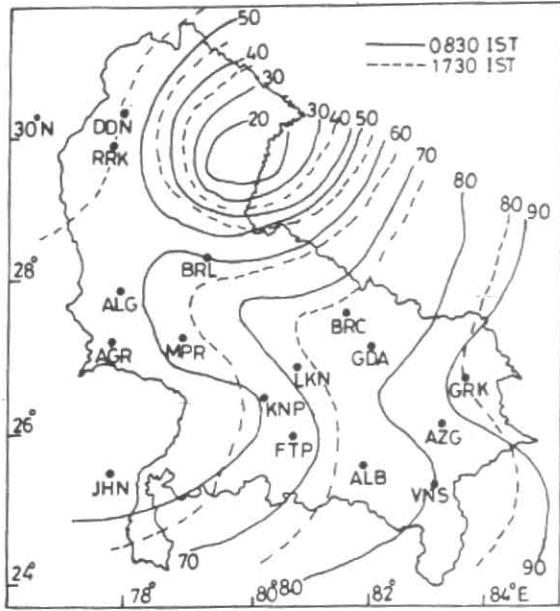 50
40
30
20
30 40 50
60
70
80
80
90
0830 IST
1730 IST
30°N
DDN
RRK
28°
BRL
ALG
AGR
MPR
BRC
GDA
LKN
GRK
KNP
26°
FTP
AZG
JHN
ALB
VNS
70
90
24°
78°
80°
80
82°
84°E